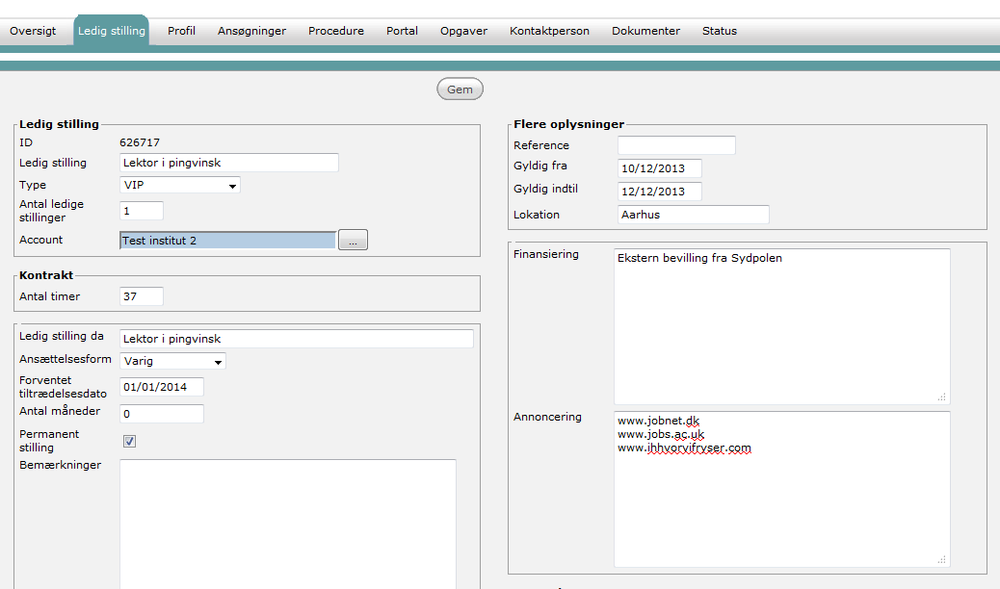 Oversigt Ledig stilling Profil Ansøgninger Procedure Portal Opgaver Kontaktperson Dokumenter Status
Gem
Ledig stilling
ID 626717
Ledig stilling Lektor i pingvinsk
Type VIP
Antal ledige
stillinger 1
Account Test institut 2 ...
Kontrakt
Antal timer 37
Ledig stilling da Lektor i pingvinsk
Ansættelsesform Varig
Forventet
tiltrædelsesdato 01/01/2014
Antal måneder 0
Permanent
stilling
Bemærkninger
Flere oplysninger
Reference
Gyldig fra 10/12/2013
Gyldig indtil 12/12/2013
Lokation Aarhus
Finansiering Ekstern bevilling fra Sydpolen
Annoncering www.jobnet.dk
www.jobs.ac.uk
www.ihhvorvifryser.com